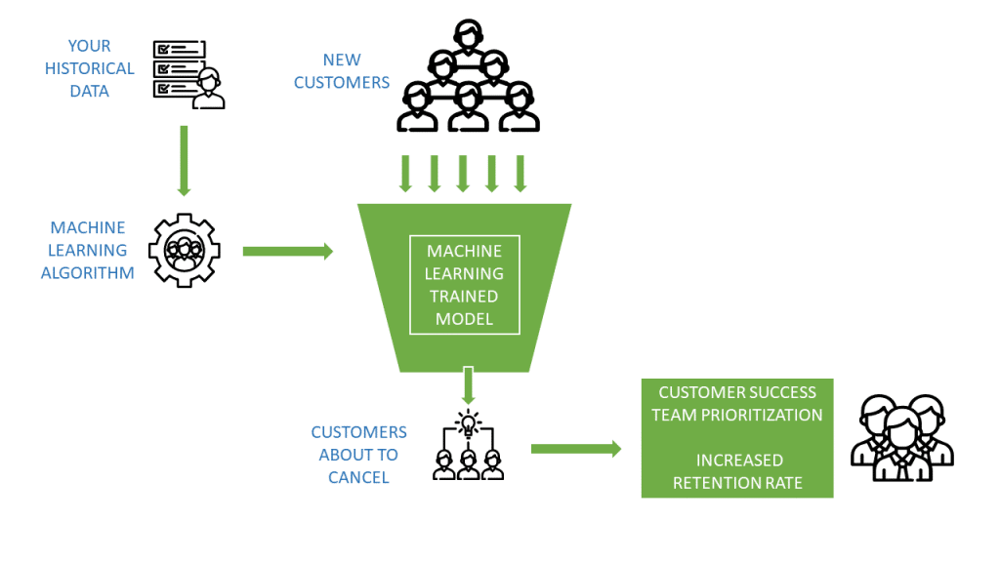 YOUR
HISTORICAL
DATA
NEW
CUSTOMERS
MACHINE
LEARNING
ALGORITHM
MACHINE
LEARNING
TRAINED
MODEL
CUSTOMERS
ABOUT TO
CANCEL
CUSTOMER SUCCESS
TEAM PRIORITIZATION
INCREASED
RETENTION RATE